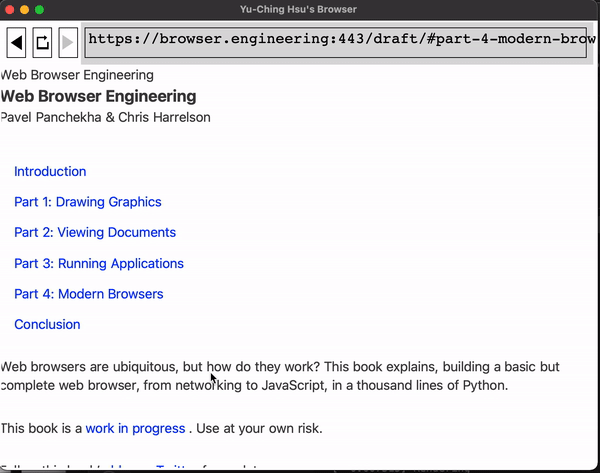 Yu-Ching Hsu's Browser
https://browser.engineering:443/draft/#part-4-modern-brow
Web Browser Engineering
Web Browser Engineering
Pavel Panchekha & Chris Harrelson
Introduction
Part 1: Drawing Graphics
Part 2: Viewing Documents
Part 3: Running Applications
Part 4: Modern Browsers
Conclusion
Web browsers are ubiquitous, but how do they work? This book explains, building a basic but
complete web browser, from networking to JavaScript, in a thousand lines of Python.
This book is a work in progress . Use at your own risk.